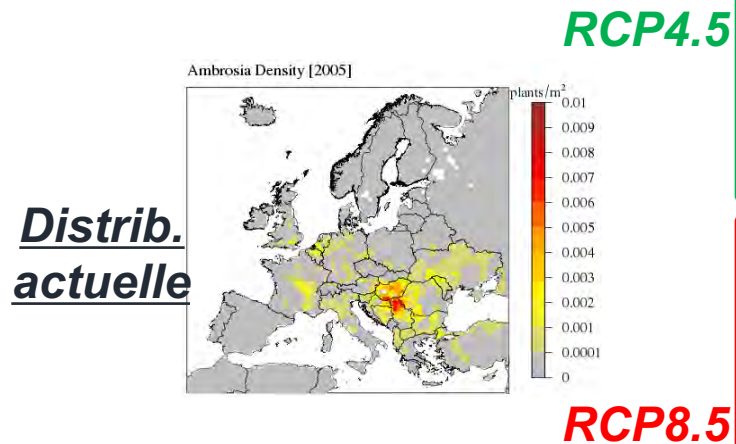 RCP4.5
Ambrosia Density [2005]
plants/m²
0.01
0.009
0.008
0.007
0.006
0.005
0.004
0.003
0.002
0.001
0.0001
0
Distrib.
actuelle
RCP8.5